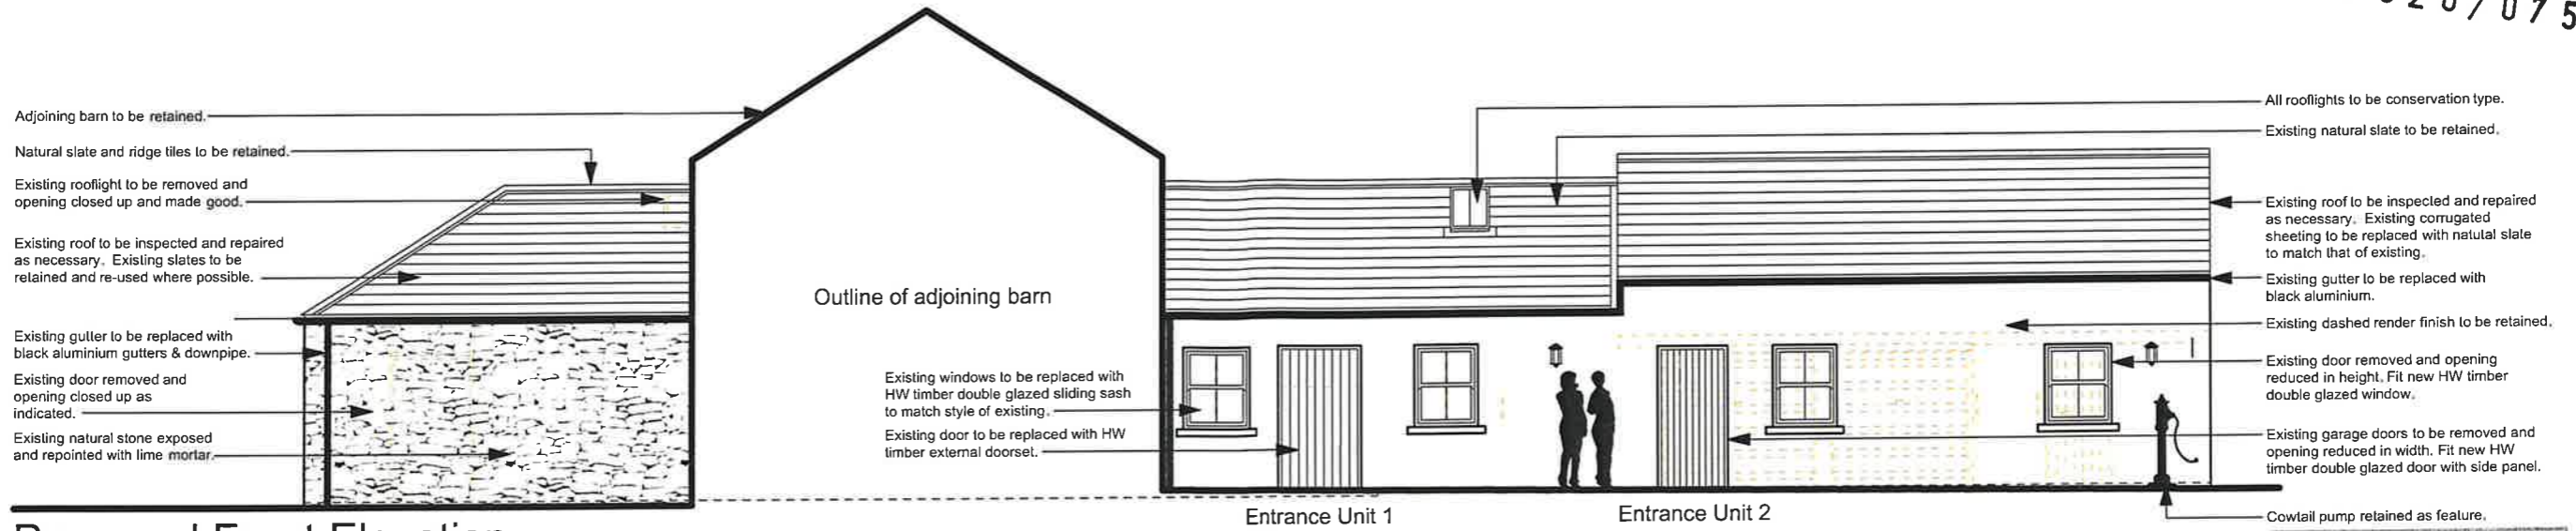 Adjoining barn to be retained.
Natural slate and ridge tiles to be retained.
Existing rooflight to be removed and
opening closed up and made good.
Existing roof to be inspected and repaired
as necessary. Existing slates to be
retained and re-used where possible.
Existing gutter to be replaced with
black aluminium gutters & downpipe.
Existing door removed and
opening closed up as
indicated.
Existing natural stone exposed
and repointed with lime mortar.
Outline of adjoining barn
Existing windows to be replaced with
HW timber double glazed sliding sash
to match style of existing.
Existing door to be replaced with HW
timber external doorset.
Entrance Unit 1
Entrance Unit 2
All rooflights to be conservation type.
Existing natural slate to be retained.
Existing roof to be inspected and repaired
as necessary. Existing corrugated
sheeting to be replaced with natutal slate
to match that of existing.
Existing gutter to be replaced with
black aluminium.
Existing dashed render finish to be retained.
Existing door removed and opening
reduced in height. Fit new HW timber
double glazed window.
Existing garage doors to be removed and
opening reduced in width. Fit new HW
timber double glazed door with side panel.
Cowtail pump retained as feature.